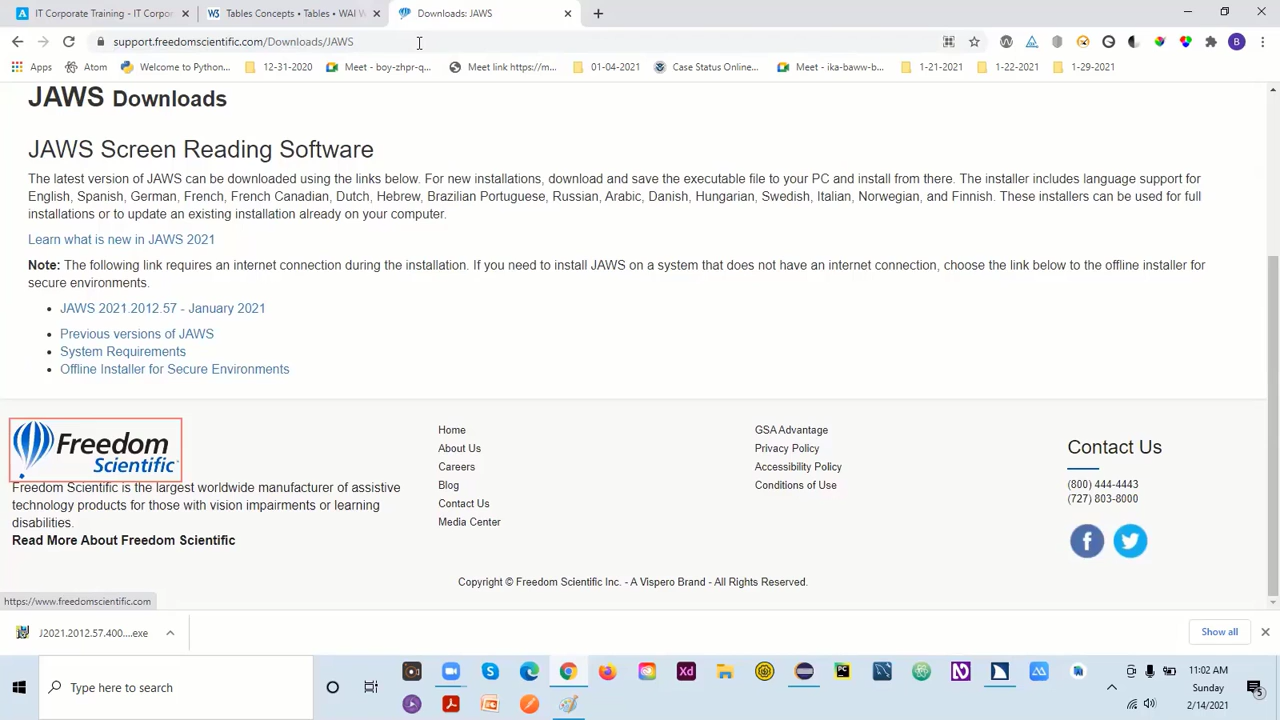 IT Corporate Training - IT Corpor
Tables Concepts • Tables • WAI W
Downloads: JAWS
support.freedomscientific.com/Downloads/JAWS
B
Apps
Atom
Welcome to Python...
12-31-2020
Meet - boy-zhpr-q...
Meet link https://m...
01-04-2021
Case Status Online...
Meet - ika-baww-b...
1-21-2021
1-22-2021
1-29-2021
JAWS Downloads
JAWS Screen Reading Software
The latest version of JAWS can be downloaded using the links below. For new installations, download and save the executable file to your PC and install from there. The installer includes language support for
English, Spanish, German, French, French Canadian, Dutch, Hebrew, Brazilian Portuguese, Russian, Arabic, Danish, Hungarian, Swedish, Italian, Norwegian, and Finnish. These installers can be used for full
installations or to update an existing installation already on your computer.
Learn what is new in JAWS 2021
Note: The following link requires an internet connection during the installation. If you need to install JAWS on a system that does not have an internet connection, choose the link below to the offline installer for
secure environments.
• JAWS 2021.2012.57 - January 2021
• Previous versions of JAWS
• System Requirements
• Offline Installer for Secure Environments
Freedom
Scientific
Freedom Scientific is the largest worldwide manufacturer of assistive
technology products for those with vision impairments or learning
disabilities.
Read More About Freedom Scientific
Home
About Us
Careers
Blog
Contact Us
Media Center
GSA Advantage
Privacy Policy
Accessibility Policy
Conditions of Use
Contact Us
(800) 444-4443
(727) 803-8000
Copyright © Freedom Scientific Inc. - A Vispero Brand - All Rights Reserved.
https://www.freedomscientific.com
J2021.2012.57.400....exe
Show all
Type here to search
11:02 AM
Sunday
2/14/2021